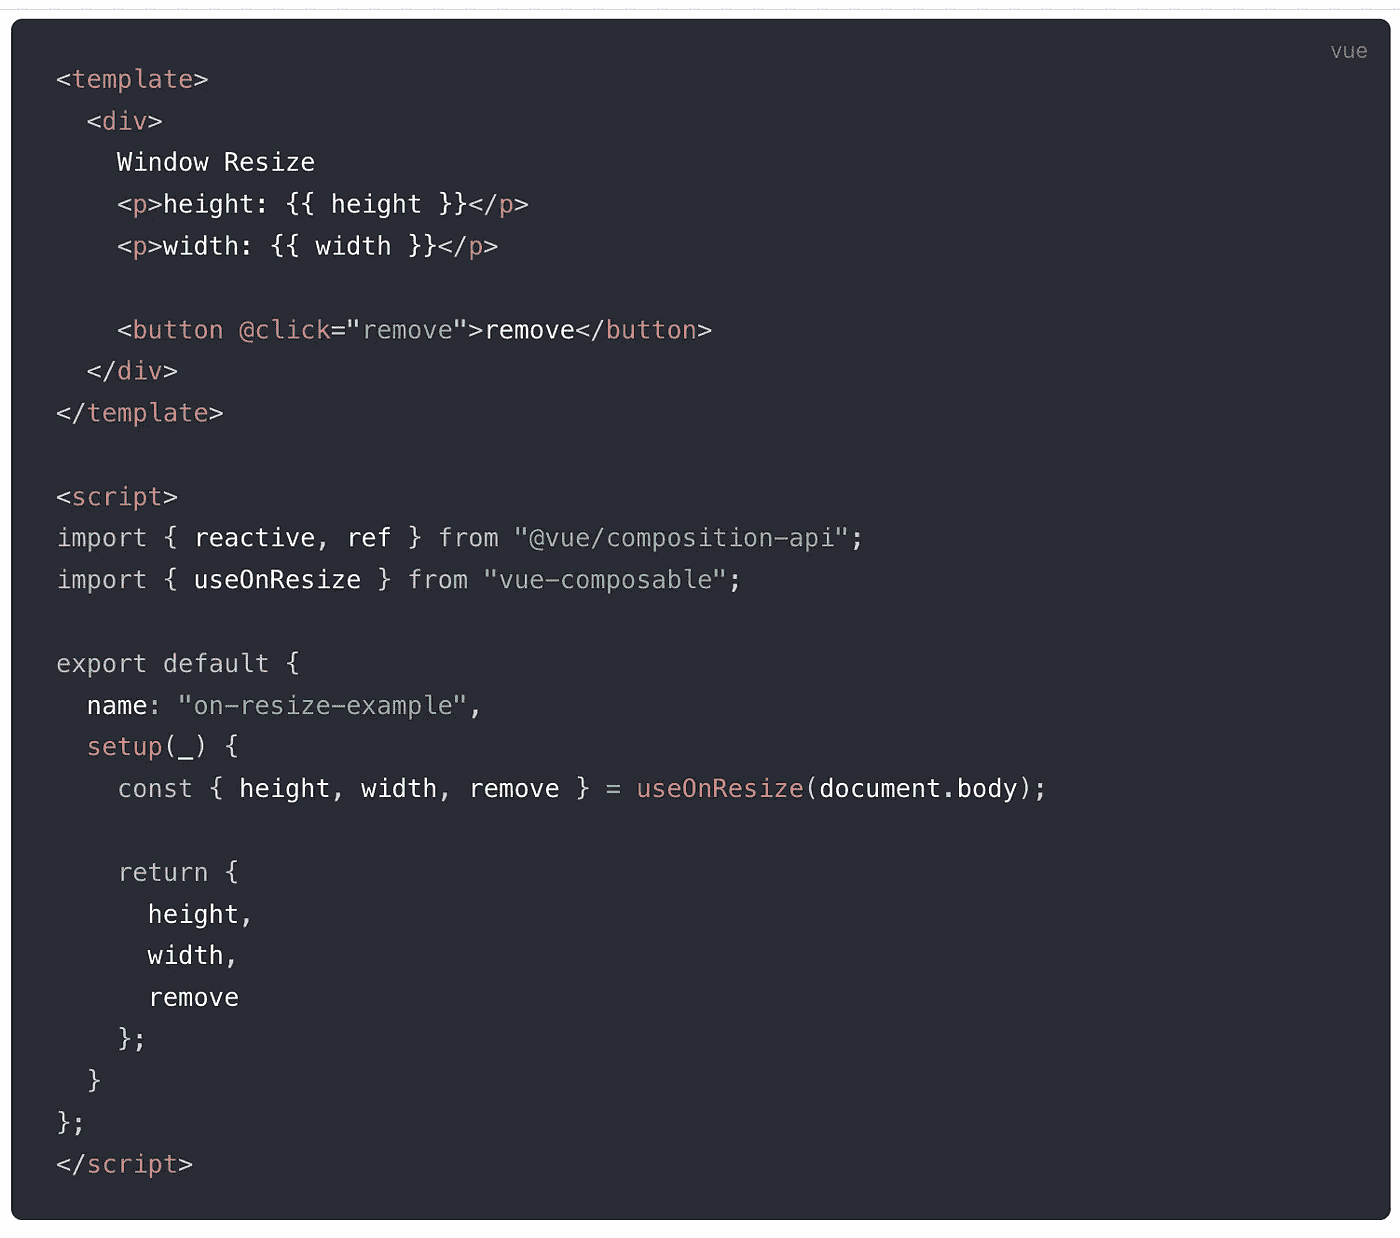 vue
<template>
  <div>
    Window Resize
    <p>height: {{ height }}</p>
    <p>width: {{ width }}</p>

    <button @click="remove">remove</button>
  </div>
</template>

<script>
import { reactive, ref } from "@vue/composition-api";
import { useOnResize } from "vue-composable";

export default {
  name: "on-resize-example",
  setup(_) {
    const { height, width, remove } = useOnResize(document.body);

    return {
      height,
      width,
      remove
    };
  }
};
</script>